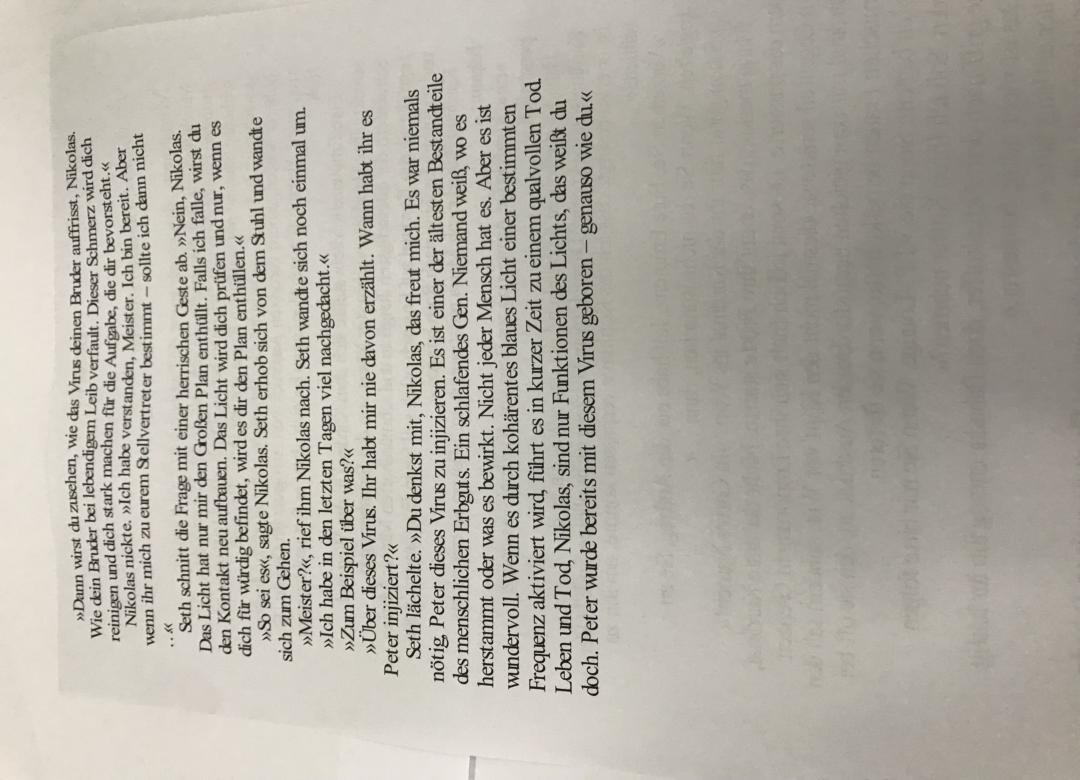 »Dann wirst du zusehen, wie das Virus deinen Bruder auffrisst, Nikolas.
Wie dein Bruder bei lebendigem Leib verfault. Dieser Schmerz wird dich
reinigen und dich stark machen für die Aufgabe, die dir bevorsteht.«
Nikolas nickte. »Ich habe verstanden, Meister. Ich bin bereit. Aber
wenn ihr mich zu eurem Stellvertreter bestimmt – sollte ich dann nicht
…«
Seth schnitt die Frage mit einer herrischen Geste ab. »Nein, Nikolas.
Das Licht hat nur mir den Großen Plan enthüllt. Falls ich falle, wirst du
den Kontakt neu aufbauen. Das Licht wird dich prüfen und nur, wenn es
dich für würdig befindet, wird es dir den Plan enthüllen.«
»So sei es«, sagte Nikolas. Seth erhob sich von dem Stuhl und wandte
sich zum Gehen.
»Meister?«, rief ihm Nikolas nach. Seth wandte sich noch einmal um.
»Ich habe in den letzten Tagen viel nachgedacht.«
»Zum Beispiel über was?«
»Über dieses Virus. Ihr habt mir nie davon erzählt. Wann habt ihr es
Peter injiziert?«
Seth lächelte. »Du denkst mit, Nikolas, das freut mich. Es war niemals
nötig, Peter dieses Virus zu injizieren. Es ist einer der ältesten Bestandteile
des menschlichen Erbguts. Ein schlafendes Gen. Niemand weiß, wo es
herstammt oder was es bewirkt. Nicht jeder Mensch hat es. Aber es ist
wundervoll. Wenn es durch kohärentes blaues Licht einer bestimmten
Frequenz aktiviert wird, führt es in kurzer Zeit zu einem qualvollen Tod.
Leben und Tod, Nikolas, sind nur Funktionen des Lichts, das weißt du
doch. Peter wurde bereits mit diesem Virus geboren – genauso wie du.«